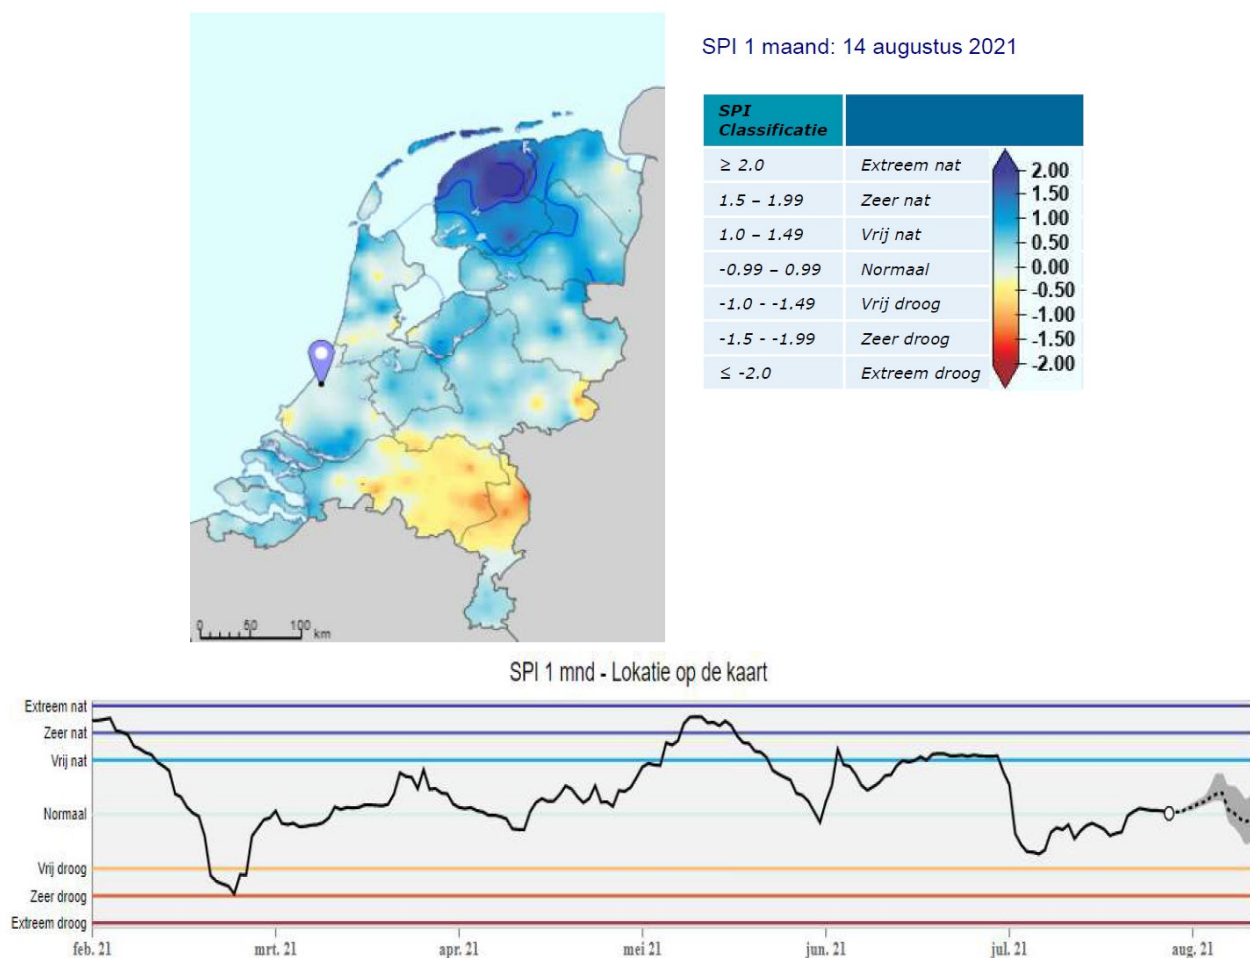 SPI 1 maand: 14 augustus 2021
SPI
Classificatie
≥ 2.0 Extreem nat
1.5 – 1.99 Zeer nat
1.0 – 1.49 Vrij nat
-0.99 – 0.99 Normaal
-1.0 - -1.49 Vrij droog
-1.5 - -1.99 Zeer droog
≤ -2.0 Extreem droog
2.00
1.50
1.00
0.50
0.00
-0.50
-1.00
-1.50
-2.00
0 50 100 km
SPI 1 mnd - Lokatie op de kaart
Extreem nat
Zeer nat
Vrij nat
Normaal
Vrij droog
Zeer droog
Extreem droog
feb. 21 mrt. 21 apr. 21 mei 21 jun. 21 jul. 21 aug. 21